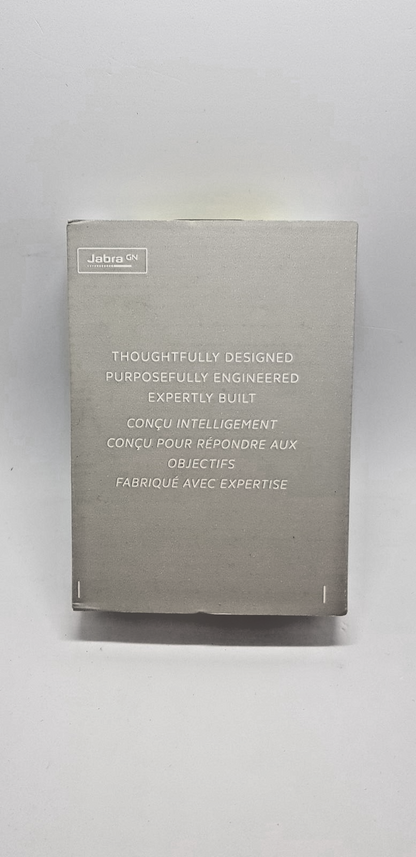 Jabra GN
THOUGHTFULLY DESIGNED
PURPOSEFULLY ENGINEERED
EXPERTLY BUILT
CONÇU INTELLIGEMENT
CONÇU POUR RÉPONDRE AUX
OBJECTIFS
FABRIQUÉ AVEC EXPERTISE